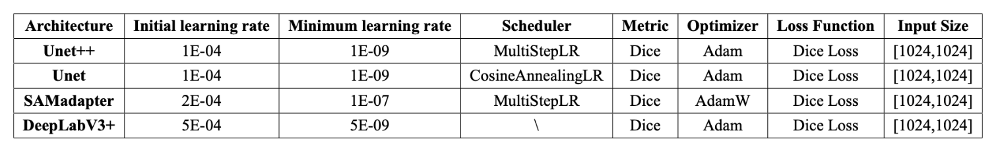 Architecture Initial learning rate Minimum learning rate Scheduler Metric Optimizer Loss Function Input Size
Unet++ 1E-04 1E-09 MultiStepLR Dice Adam Dice Loss [1024,1024]
Unet 1E-04 1E-09 CosineAnnealingLR Dice Adam Dice Loss [1024,1024]
SAMadapter 2E-04 1E-07 MultiStepLR Dice AdamW Dice Loss [1024,1024]
DeepLabV3+ 5E-04 5E-09 \ Dice Adam Dice Loss [1024,1024]